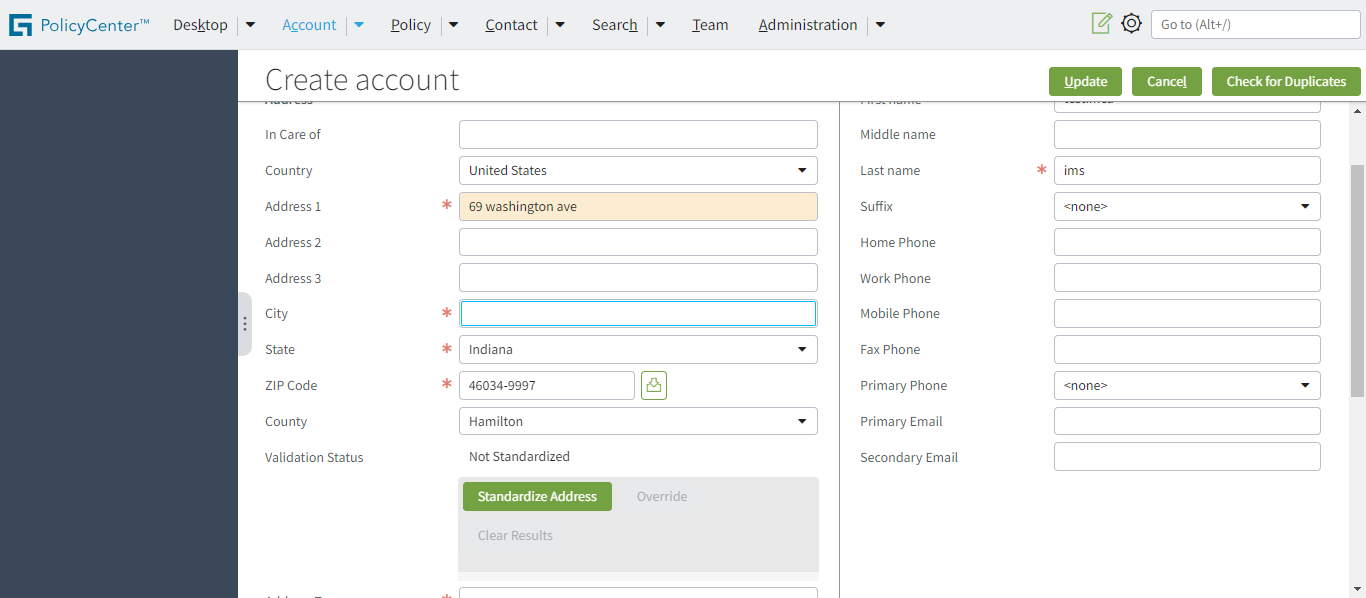 PolicyCenter™ Desktop Account Policy Contact Search Team Administration Go to (Alt+/)
Create account
Update Cancel Check for Duplicates
Address
In Care of
Country United States
Address 1 * 69 washington ave
Address 2
Address 3
City *
State * Indiana
ZIP Code * 46034-9997
County Hamilton
Validation Status Not Standardized
Standardize Address Override
Clear Results
First name
Middle name
Last name * ims
Suffix <none>
Home Phone
Work Phone
Mobile Phone
Fax Phone
Primary Phone <none>
Primary Email
Secondary Email